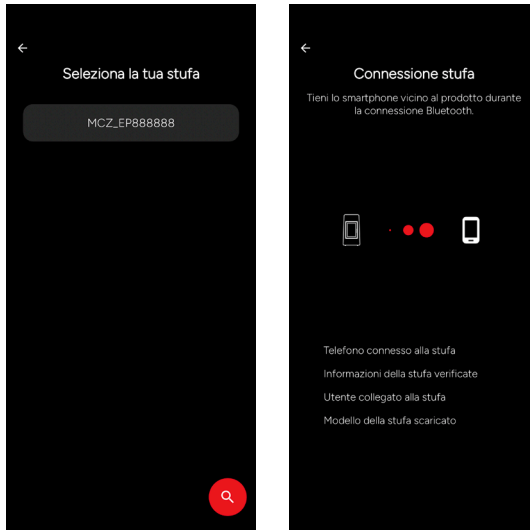 Seleziona la tua stufa
MCZ_EP888888
Connessione stufa
Tieni lo smartphone vicino al prodotto durante
la connessione Bluetooth.
Telefono connesso alla stufa
Informazioni della stufa verificate
Utente collegato alla stufa
Modello della stufa scaricato